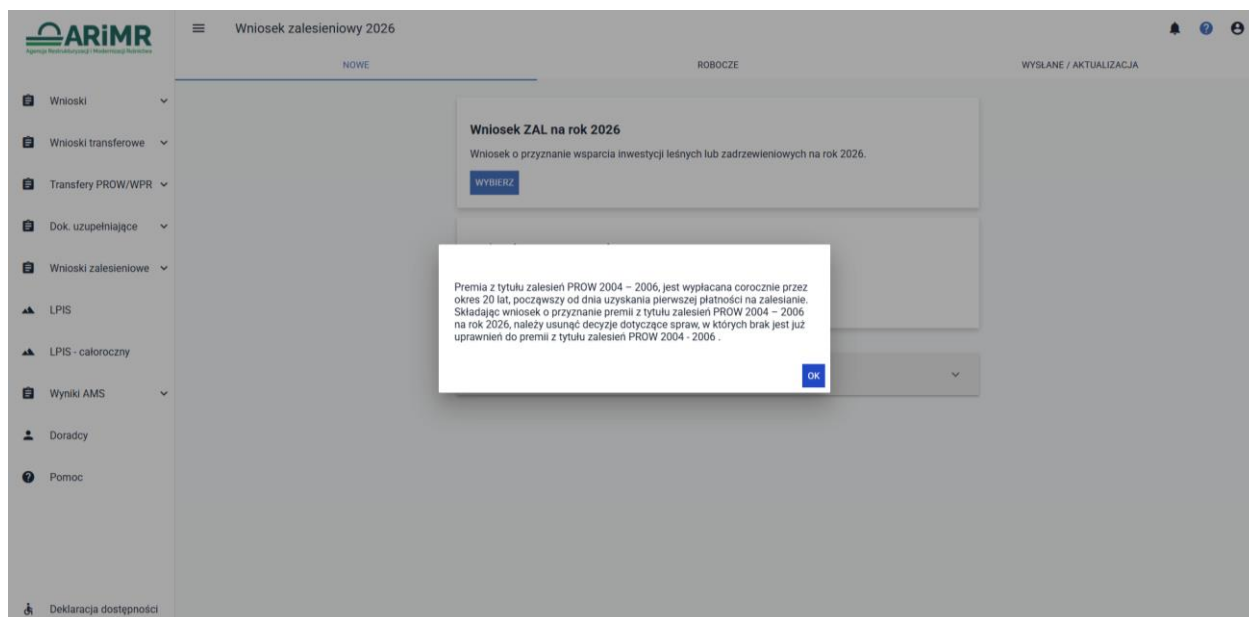 ARiMR
Agencja Restrukturyzacji i Modernizacji Rolnictwa
Wniosek zalesieniowy 2026
NOWE
ROBOCZE
WYSŁANE / AKTUALIZACJA
Wnioski
Wnioski transferowe
Transfery PROW/WPR
Dok. uzupełniające
Wnioski zalesieniowe
LPIS
LPIS - całoroczny
Wyniki AMS
Doradcy
Pomoc
Deklaracja dostępności
Wniosek ZAL na rok 2026
Wniosek o przyznanie wsparcia inwestycji leśnych lub zadrzewieniowych na rok 2026.
WYBIERZ
Premia z tytułu zalesień PROW 2004 – 2006, jest wypłacana corocznie przez
okres 20 lat, począwszy od dnia uzyskania pierwszej płatności na zalesianie.
Składając wniosek o przyznanie premii z tytułu zalesień PROW 2004 – 2006
na rok 2026, należy usunąć decyzje dotyczące spraw, w których brak jest już
uprawnień do premii z tytułu zalesień PROW 2004 - 2006 .
OK